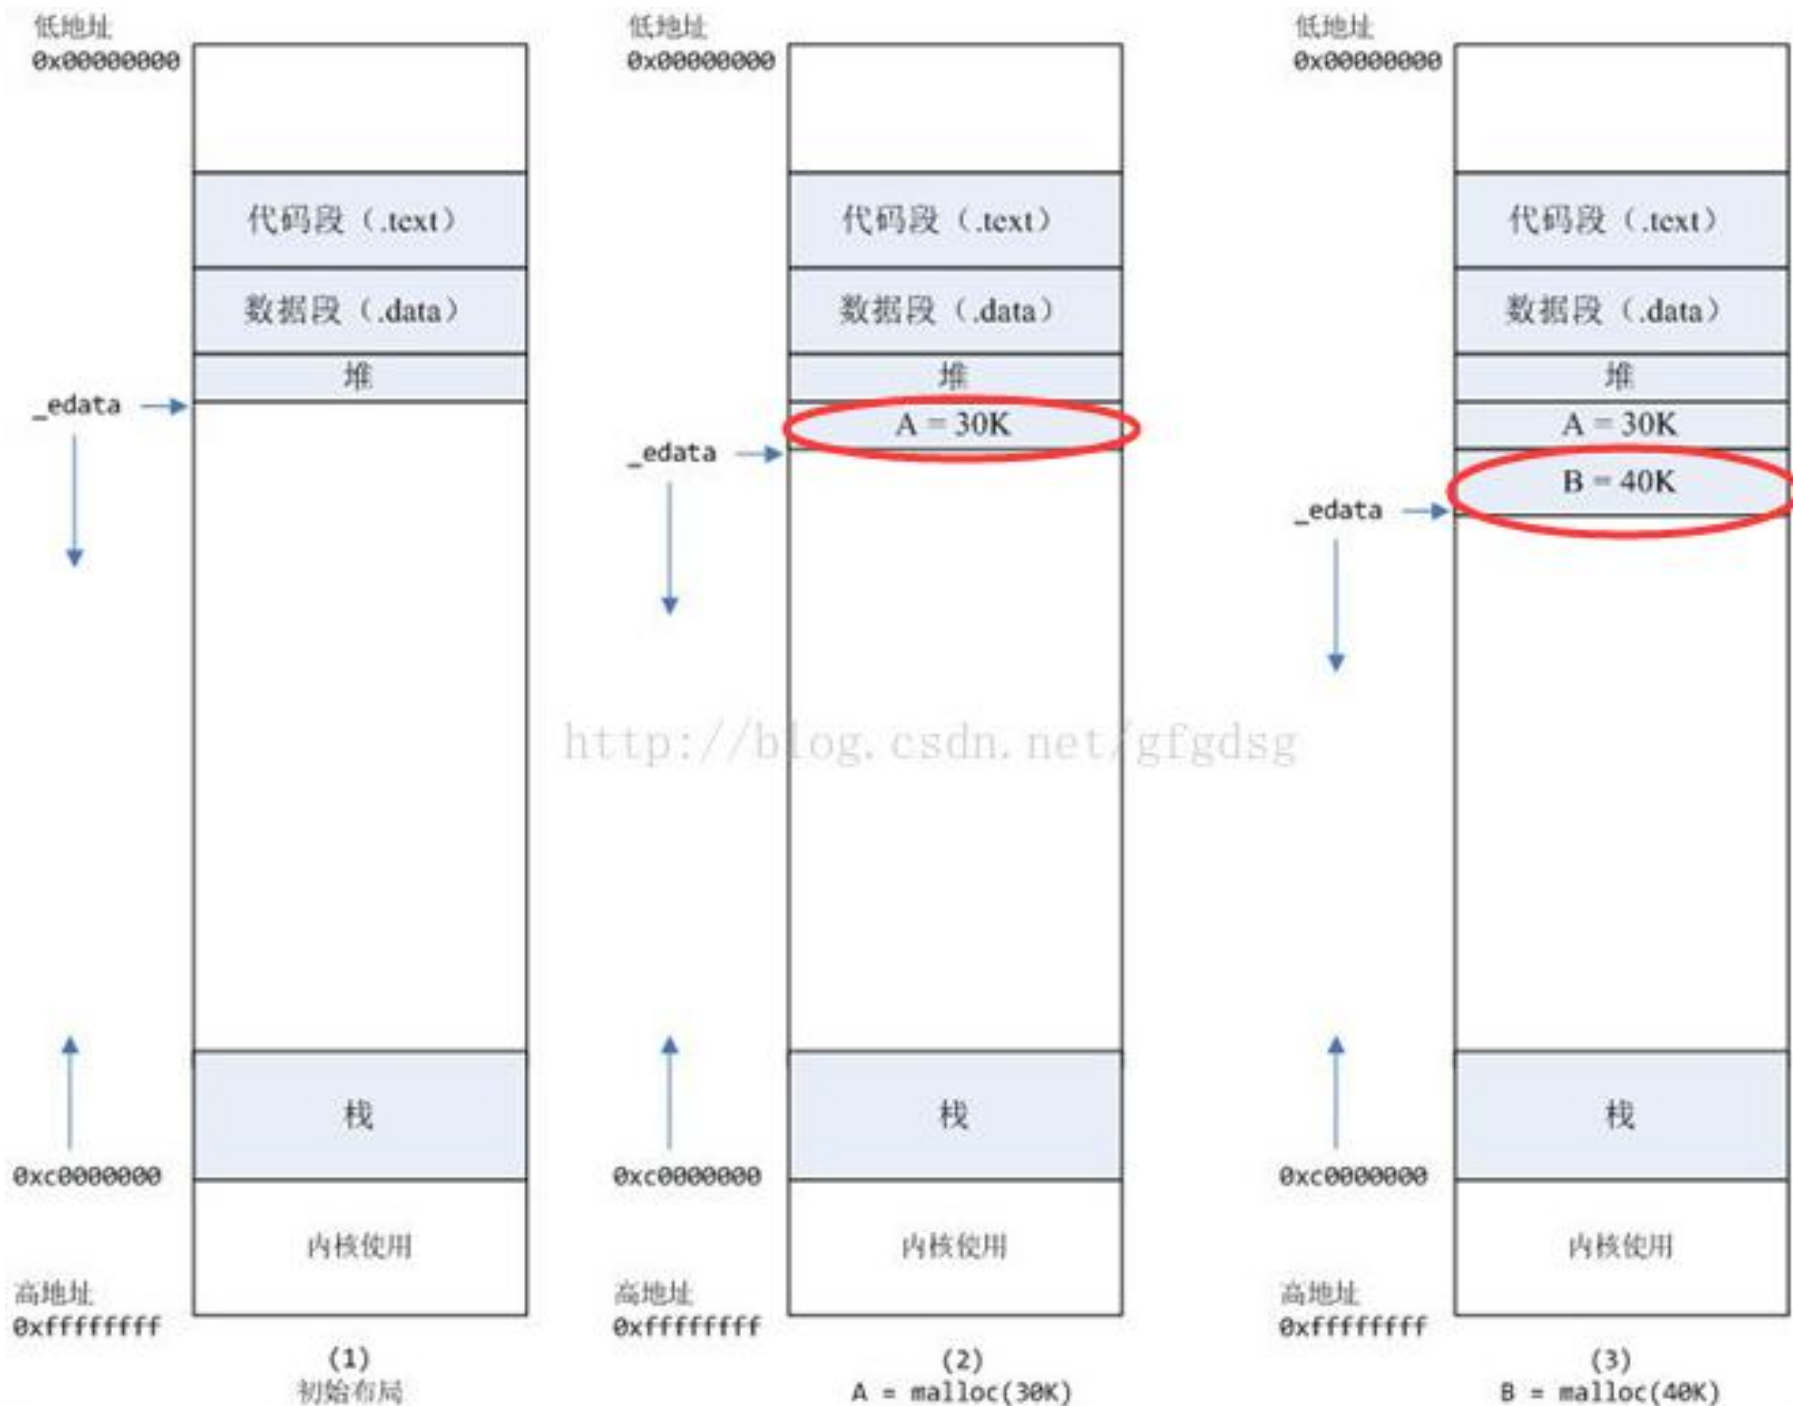 低地址
0x00000000
代码段（.text）
数据段（.data）
堆
_edata
栈
0xc0000000
内核使用
高地址
0xffffffff
(1)
初始布局
低地址
0x00000000
代码段（.text）
数据段（.data）
堆
A = 30K
_edata
栈
0xc0000000
内核使用
高地址
0xffffffff
(2)
A = malloc(30K)
低地址
0x00000000
代码段（.text）
数据段（.data）
堆
A = 30K
B = 40K
_edata
栈
0xc0000000
内核使用
高地址
0xffffffff
(3)
B = malloc(40K)
http://blog.csdn.net/gfgdsg